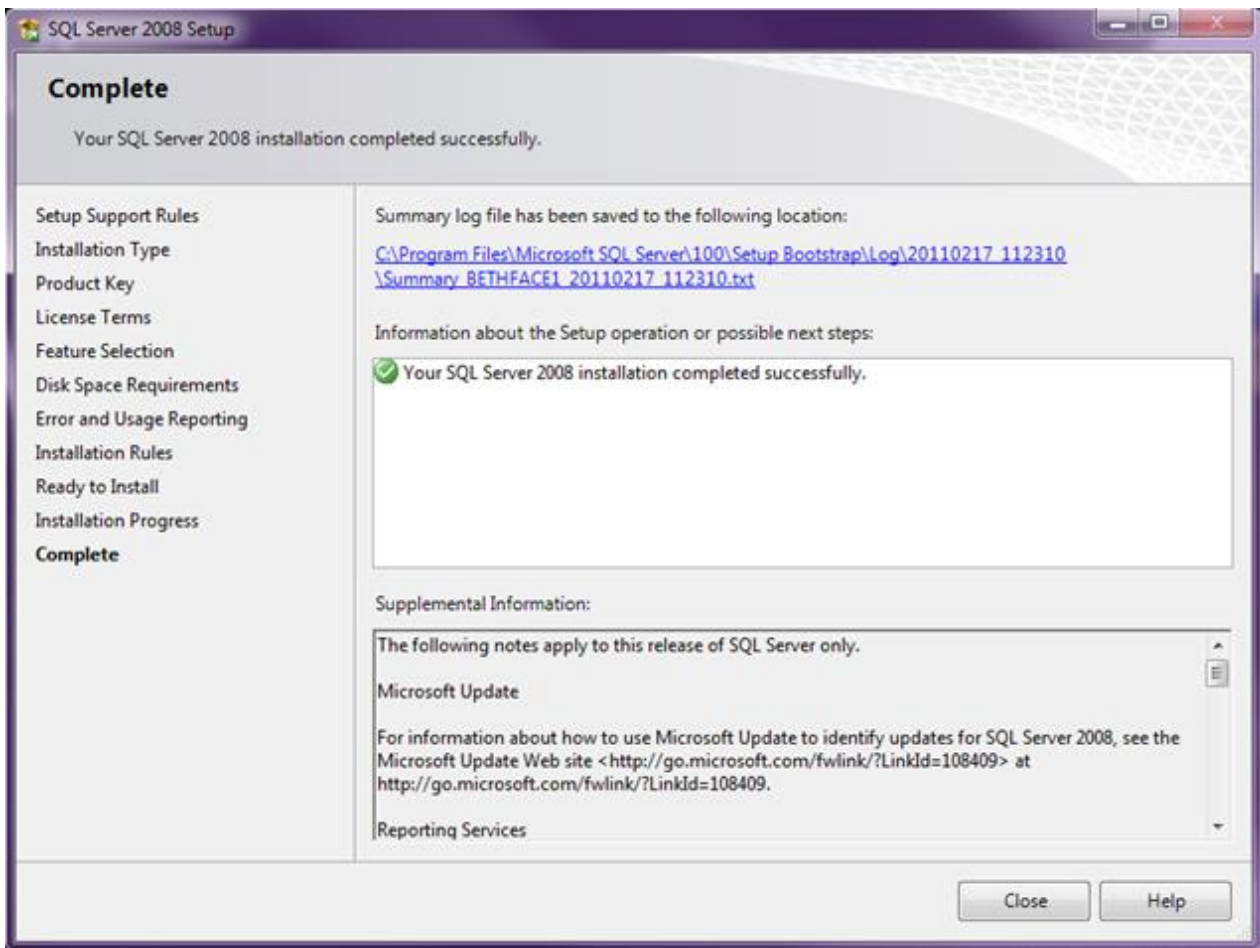 SQL Server 2008 Setup
Complete
Your SQL Server 2008 installation completed successfully.
Setup Support Rules
Installation Type
Product Key
License Terms
Feature Selection
Disk Space Requirements
Error and Usage Reporting
Installation Rules
Ready to Install
Installation Progress
Complete
Summary log file has been saved to the following location:
C:\Program Files\Microsoft SQL Server\100\Setup Bootstrap\Log\20110217_112310
\Summary_BETHFACE1_20110217_112310.txt
Information about the Setup operation or possible next steps:
Your SQL Server 2008 installation completed successfully.
Supplemental Information:
The following notes apply to this release of SQL Server only.
Microsoft Update
For information about how to use Microsoft Update to identify updates for SQL Server 2008, see the
Microsoft Update Web site <http://go.microsoft.com/fwlink/?LinkId=108409> at
http://go.microsoft.com/fwlink/?LinkId=108409.
Reporting Services
Close
Help